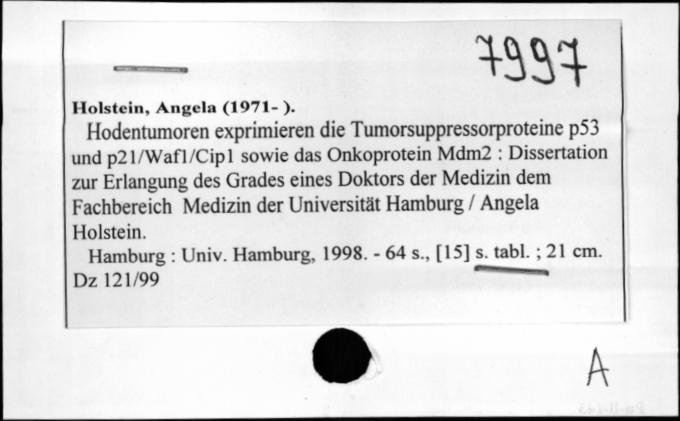 7997
Holstein, Angela (1971- ).
Hodentumoren exprimieren die Tumorsuppressorproteine p53
und p21/Waf1/Cip1 sowie das Onkoprotein Mdm2 : Dissertation
zur Erlangung des Grades eines Doktors der Medizin dem
Fachbereich Medizin der Universität Hamburg / Angela
Holstein.
Hamburg : Univ. Hamburg, 1998. - 64 s., [15] s. tabl. ; 21 cm.
Dz 121/99
A